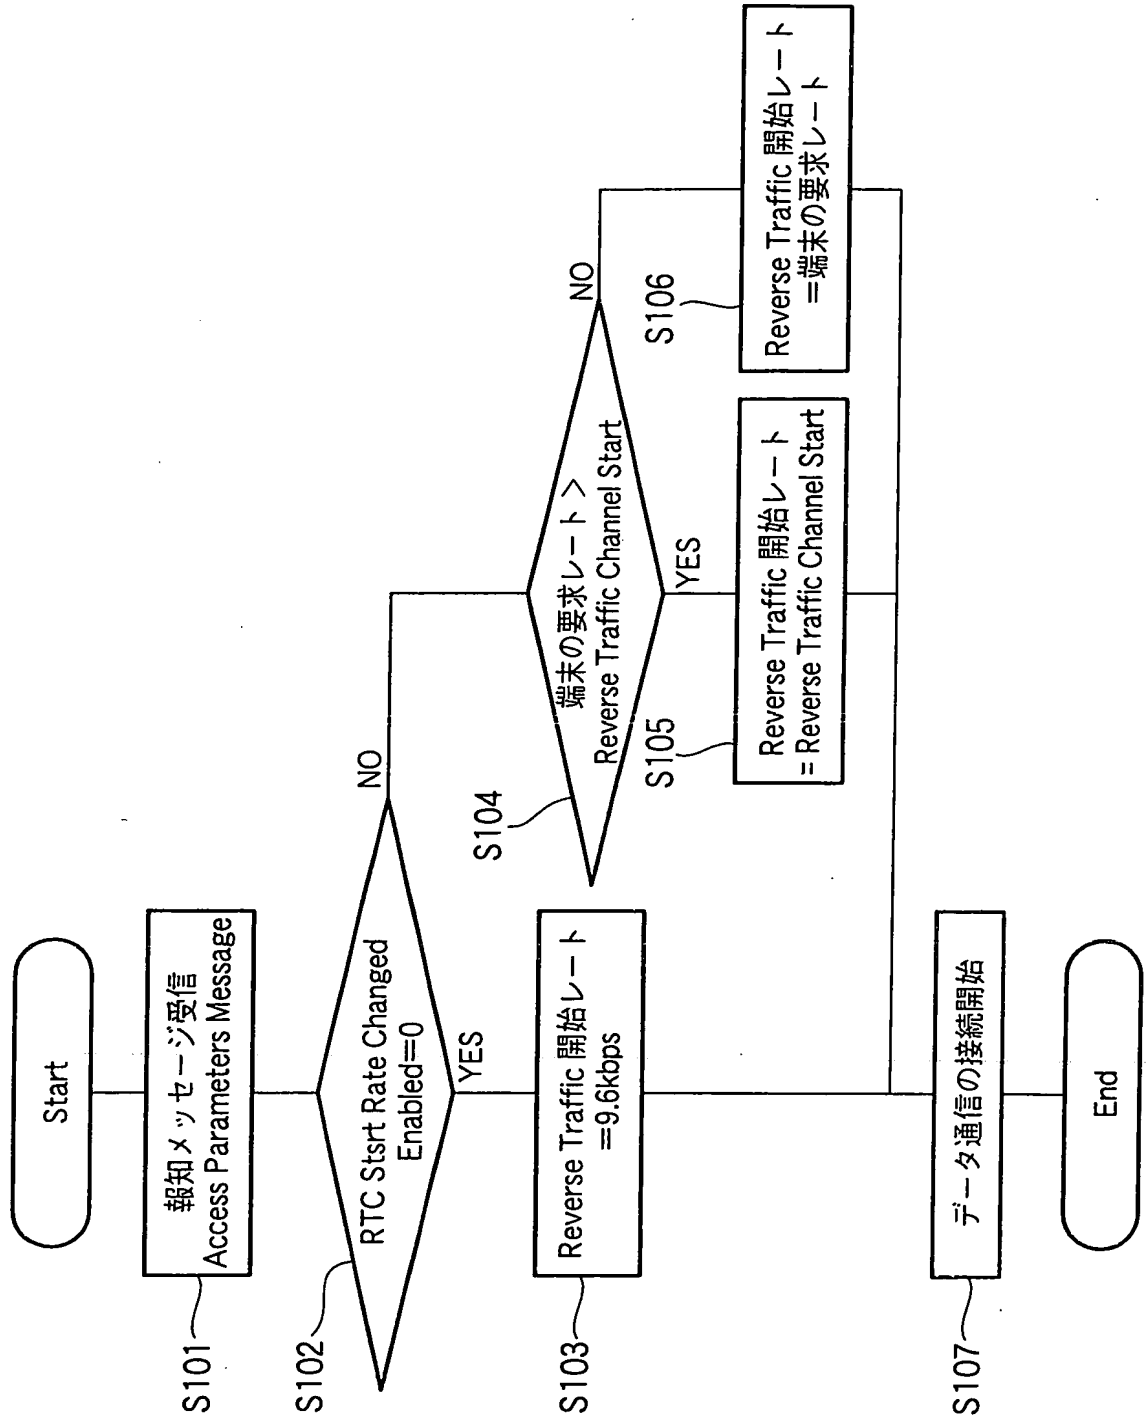 Start
S101
報知メッセージ受信
Access Parameters Message
S102
RTC Stsrt Rate Changed
Enabled=0
NO
YES
S103
Reverse Traffic 開始レート
=9.6kbps
S104
端末の要求レート >
Reverse Traffic Channel Start
NO
YES
S105
Reverse Traffic 開始レート
= Reverse Traffic Channel Start
S106
Reverse Traffic 開始レート
=端末の要求レート
S107
データ通信の接続開始
End